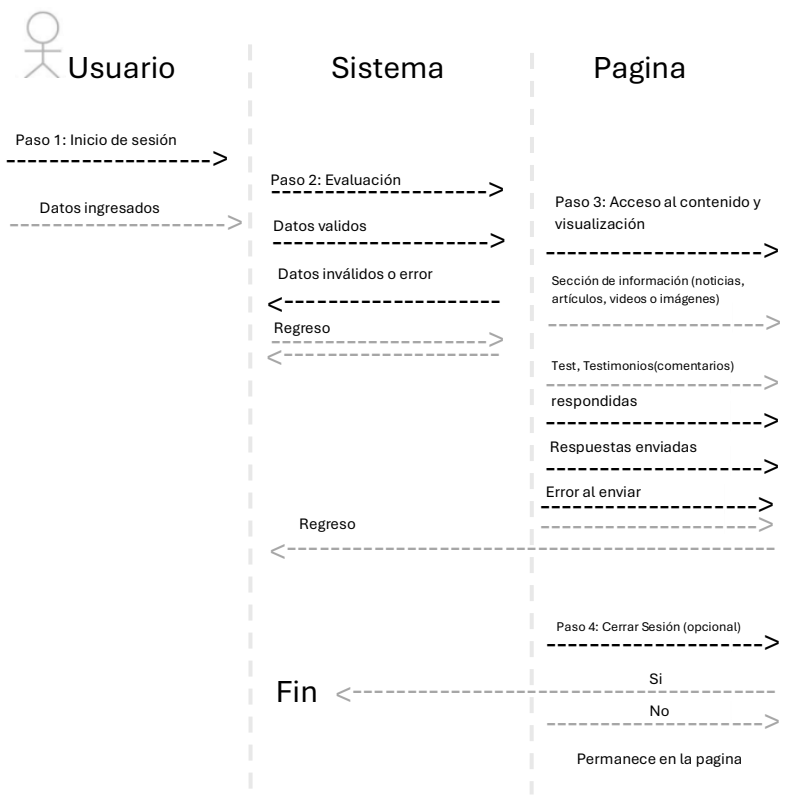 Usuario
Sistema
Pagina
Paso 1: Inicio de sesión
Datos ingresados
Paso 2: Evaluación
Datos validos
Datos inválidos o error
Regreso
Paso 3: Acceso al contenido y
visualización
Sección de información (noticias,
artículos, videos o imágenes)
Test, Testimonios(comentarios)
respondidas
Respuestas enviadas
Error al enviar
Regreso
Paso 4: Cerrar Sesión (opcional)
Si
Fin
No
Permanece en la pagina